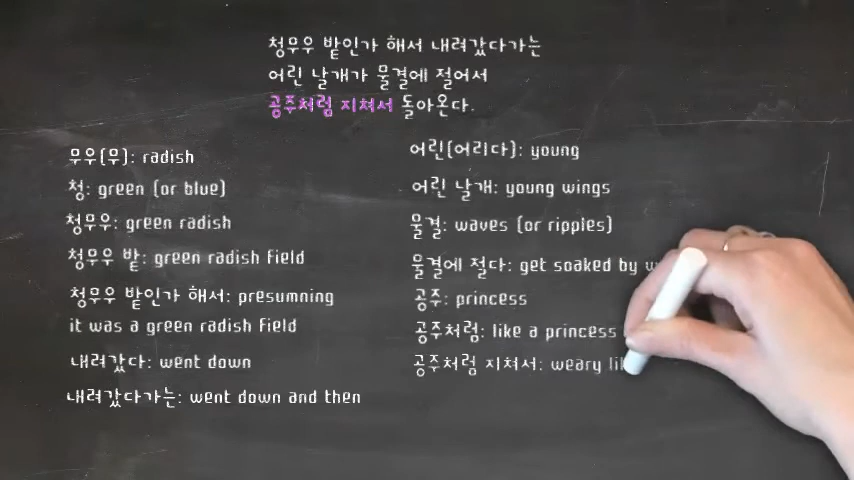 청무우 밭인가 해서 내려갔다가는
어린 날개가 물결에 절어서
공주처럼 지쳐서 돌아온다.
무우(무): radish
청: green (or blue)
청무우: green radish
청무우 밭: green radish field
청무우 밭인가 해서: presumning
it was a green radish field
내려갔다: went down
내려갔다가는: went down and then
어린(어리다): young
어린 날개: young wings
물결: waves (or ripples)
물결에 절다: get soaked by
공주: princess
공주처럼: like a princess
공주처럼 지쳐서: weary